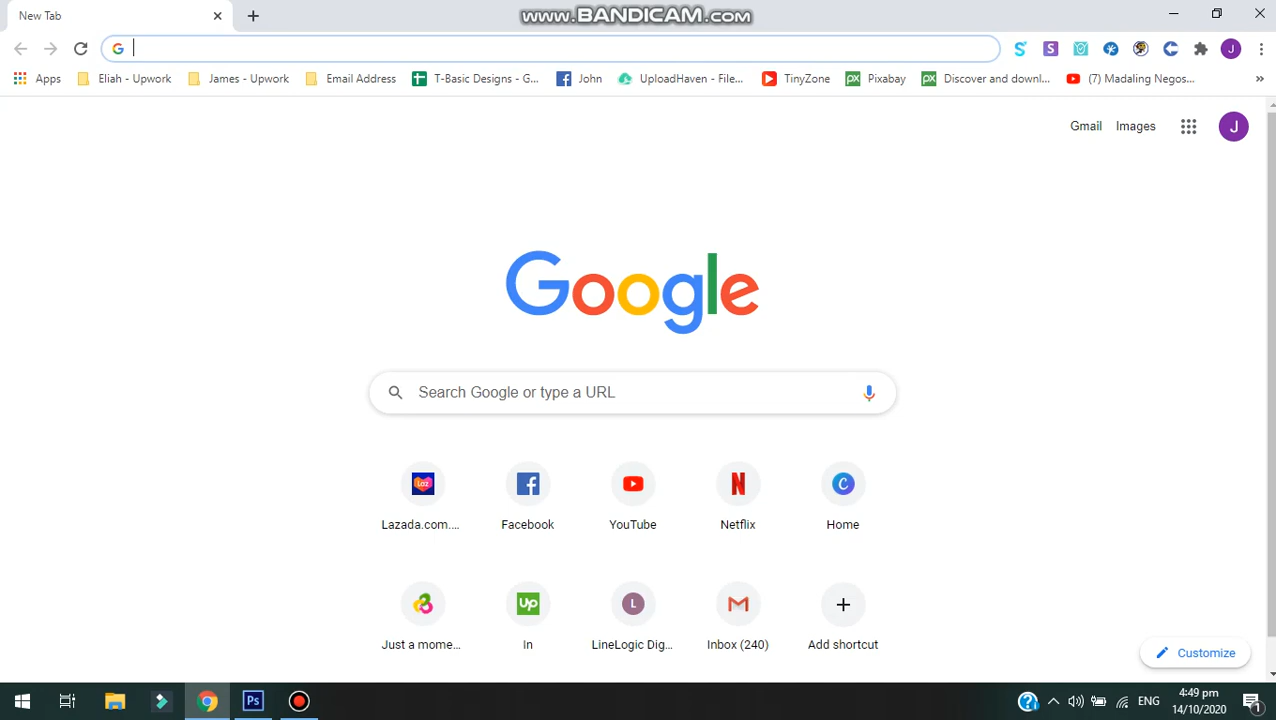 New Tab
www.BANDICAM.com
Apps
Eliah - Upwork
James - Upwork
Email Address
T-Basic Designs - G...
John
UploadHaven - File...
TinyZone
Pixabay
Discover and downl...
(7) Madaling Negos...
»
Gmail
Images
J
Google
Search Google or type a URL
Lazada.com....
Facebook
YouTube
Netflix
Home
Just a mome...
In
LineLogic Dig...
Inbox (240)
Add shortcut
Customize
ENG
4:49 pm
14/10/2020
1